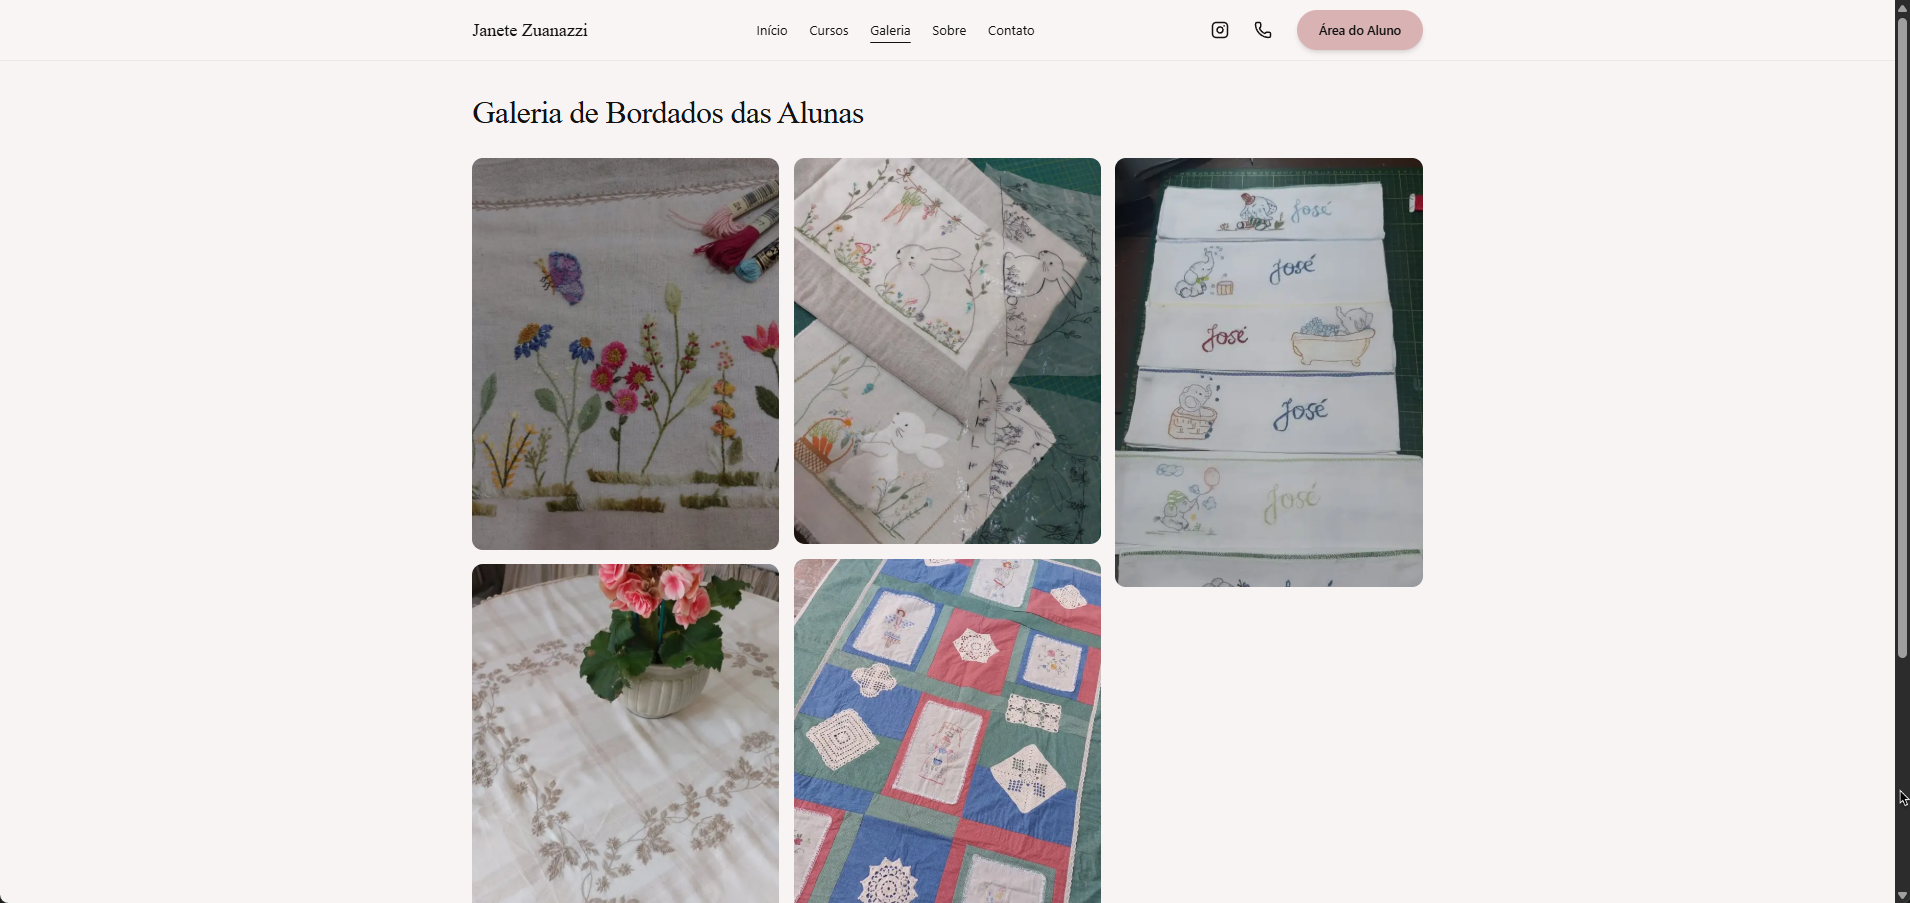 Janete Zuanazzi
Início
Cursos
Galeria
Sobre
Contato
Área do Aluno
Galeria de Bordados das Alunas
José
José
José
José
José